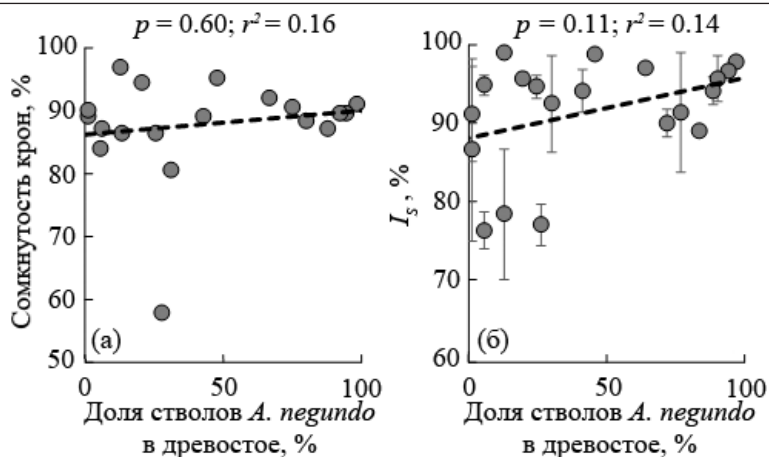 p = 0.60; r² = 0.16
Сомкнутость крон, %
100
90
80
70
60
50
(а)
0
50
100
Доля стволов A. negundo
в древостое, %
p = 0.11; r² = 0.14
Is, %
100
90
80
70
60
(б)
0
50
100
Доля стволов A. negundo
в древостое, %